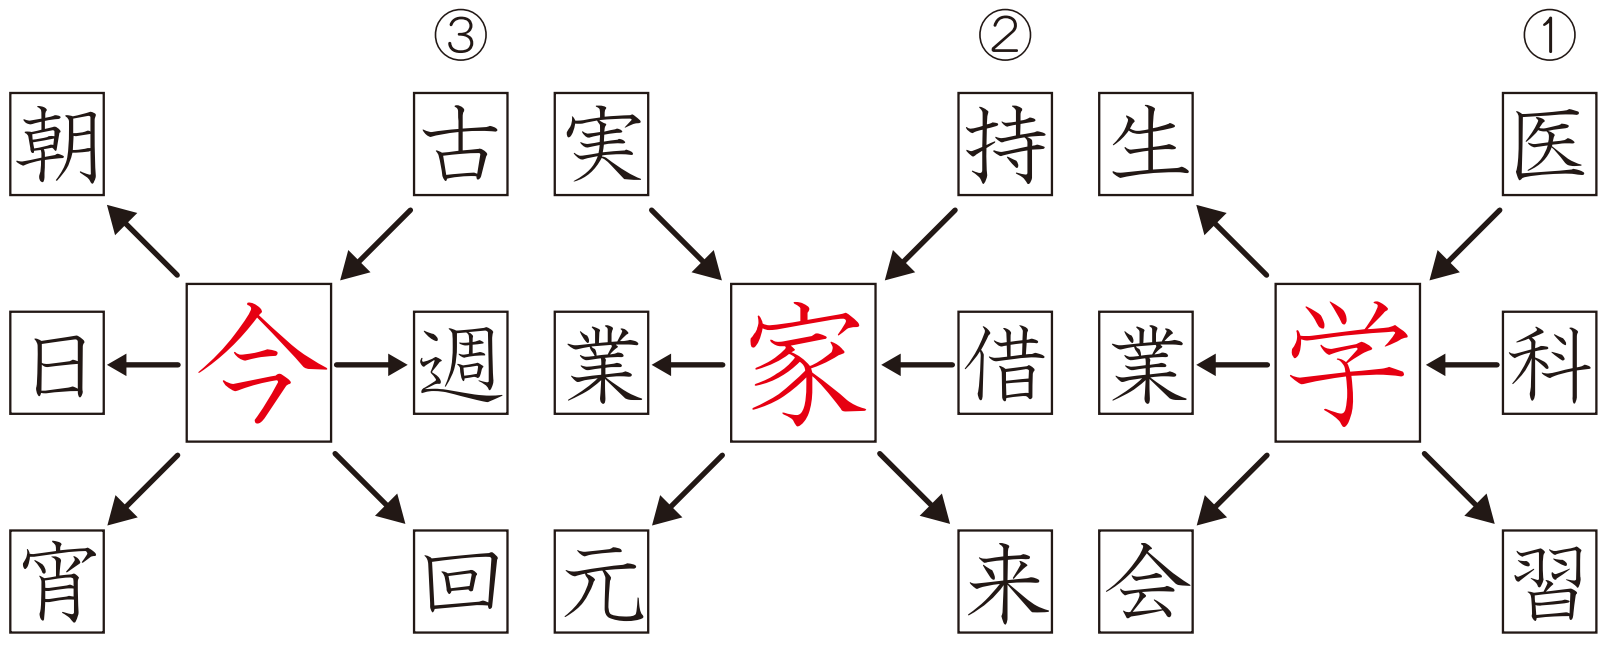 ①
医
科
習
学
生
業
会
②
持
借
来
家
実
業
元
③
古
週
回
今
朝
日
宵